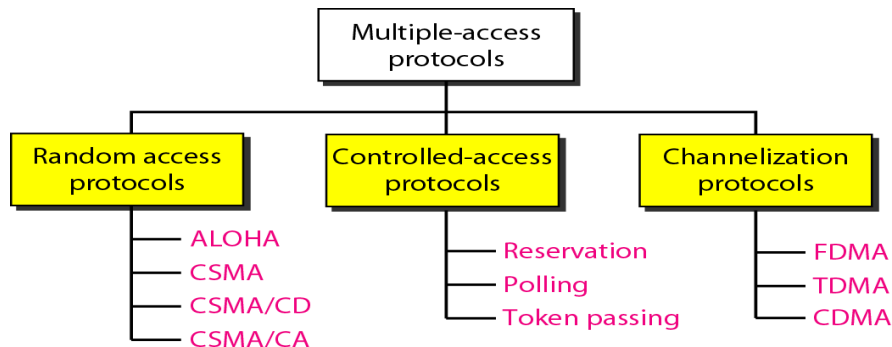 Multiple-access
protocols
Random access
protocols
Controlled-access
protocols
Channelization
protocols
ALOHA
CSMA
CSMA/CD
CSMA/CA
Reservation
Polling
Token passing
FDMA
TDMA
CDMA